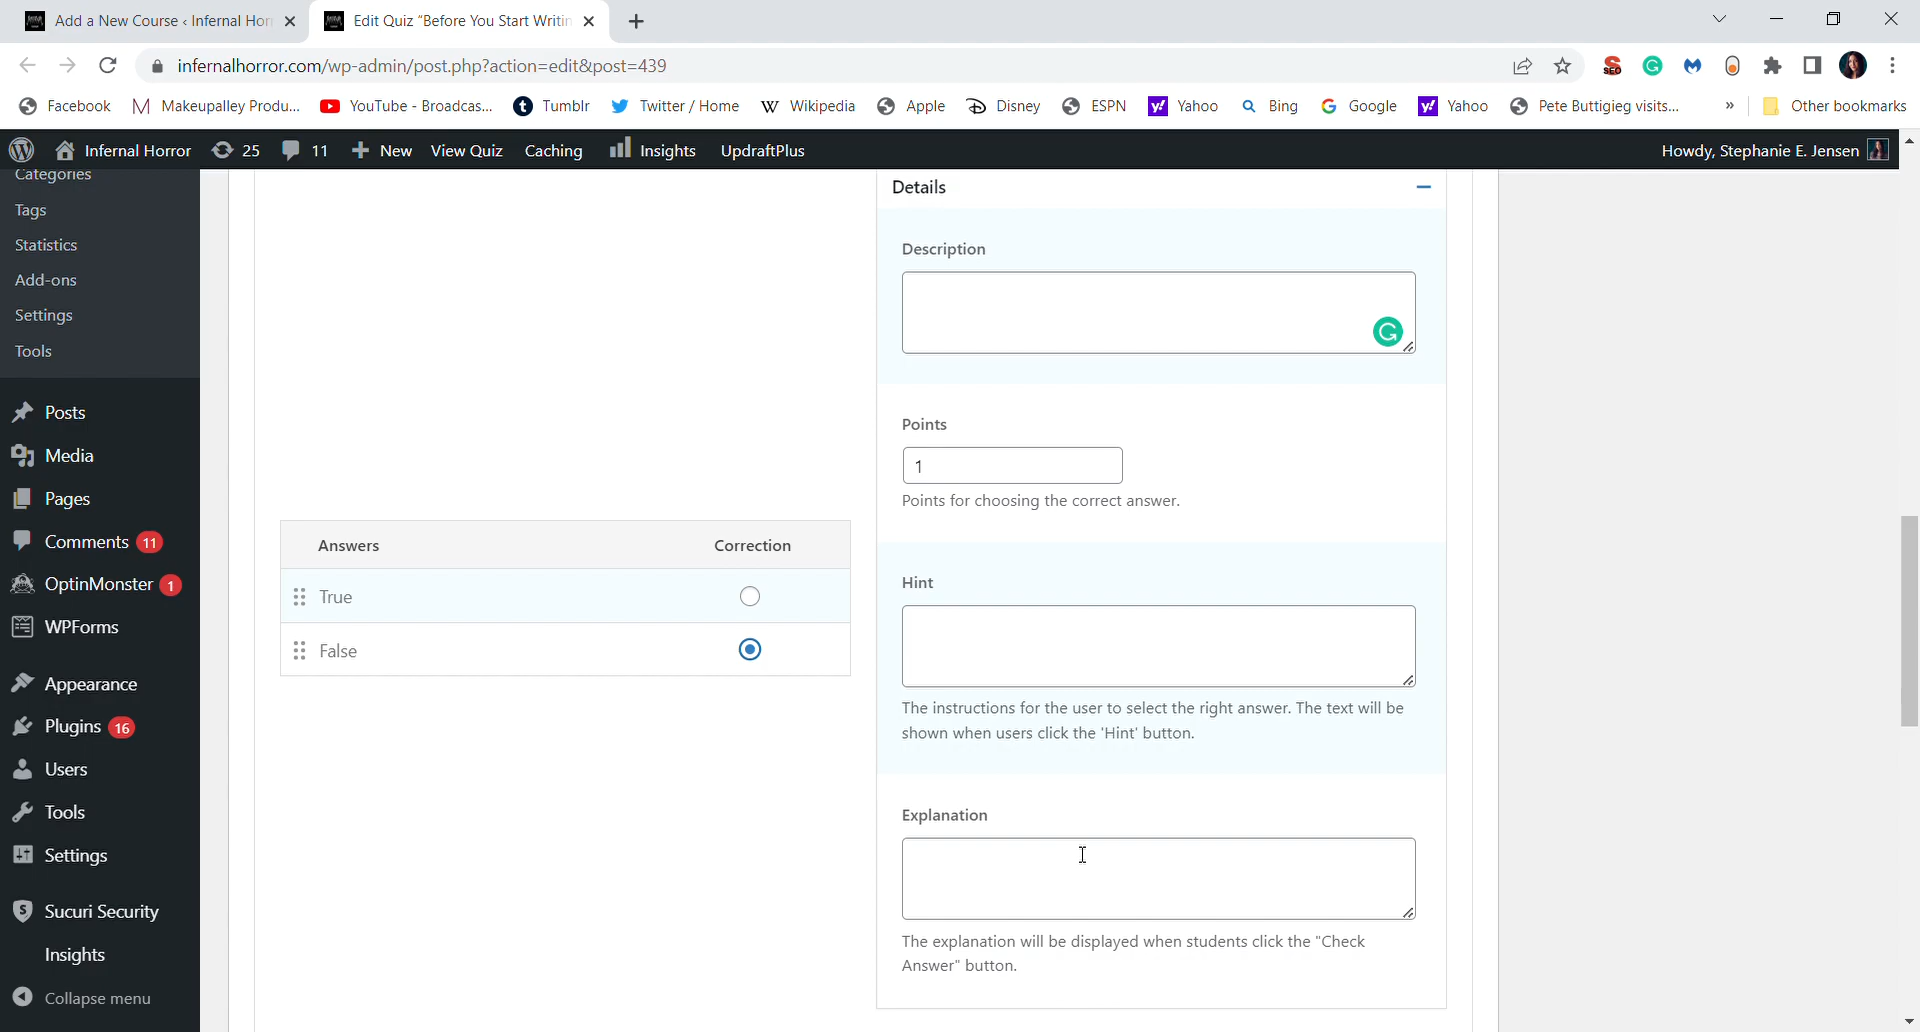 Add a New Course ‹ Infernal Hor
Edit Quiz "Before You Start Writin
infernalhorror.com/wp-admin/post.php?action=edit&post=439
SEO
Facebook
Makeupalley Produ...
YouTube - Broadcas...
Tumblr
Twitter / Home
Wikipedia
Apple
Disney
ESPN
Yahoo
Bing
Google
Yahoo
Pete Buttigieg visits...
»
Other bookmarks
Infernal Horror
25
11
New
View Quiz
Caching
Insights
UpdraftPlus
Howdy, Stephanie E. Jensen
Categories
Tags
Statistics
Add-ons
Settings
Tools
Posts
Media
Pages
Comments 11
OptinMonster 1
WPForms
Appearance
Plugins 16
Users
Tools
Settings
Sucuri Security
Insights
Collapse menu
Answers
Correction
True
False
Details
Description
Points
1
Points for choosing the correct answer.
Hint
The instructions for the user to select the right answer. The text will be
shown when users click the 'Hint' button.
Explanation
The explanation will be displayed when students click the "Check
Answer" button.